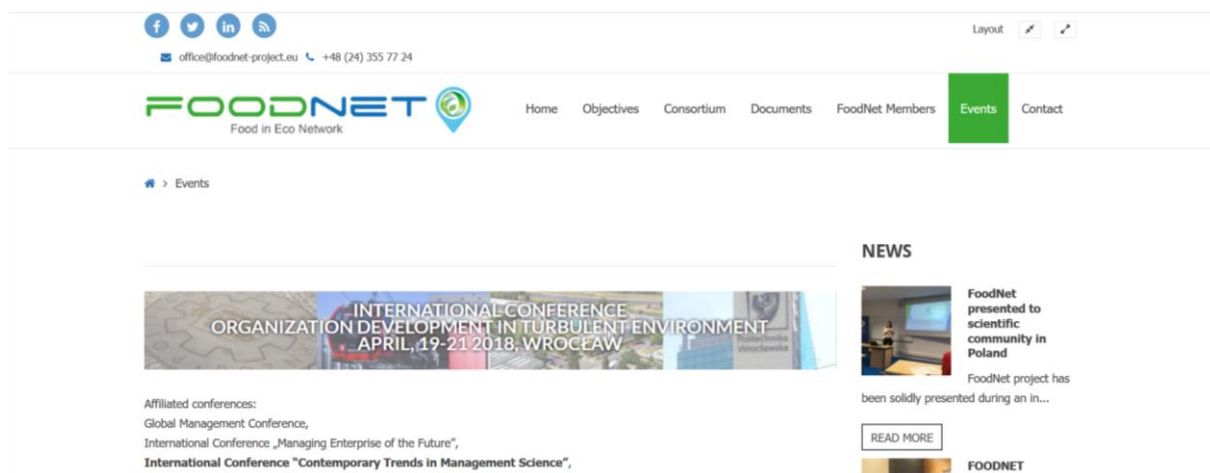 Layout
office@foodnet-project.eu +48 (24) 355 77 24
FOODNET
Food in Eco Network
Home Objectives Consortium Documents FoodNet Members Events Contact
> Events
INTERNATIONAL CONFERENCE
ORGANIZATION DEVELOPMENT IN TURBULENT ENVIRONMENT
APRIL, 19-21 2018, WROCŁAW
Politechnika
Wrocławska
Affiliated conferences:
Global Management Conference,
International Conference „Managing Enterprise of the Future”,
International Conference “Contemporary Trends in Management Science”,
NEWS
FoodNet
presented to
scientific
community in
Poland
FoodNet project has
been solidly presented during an in...
READ MORE
FOODNET